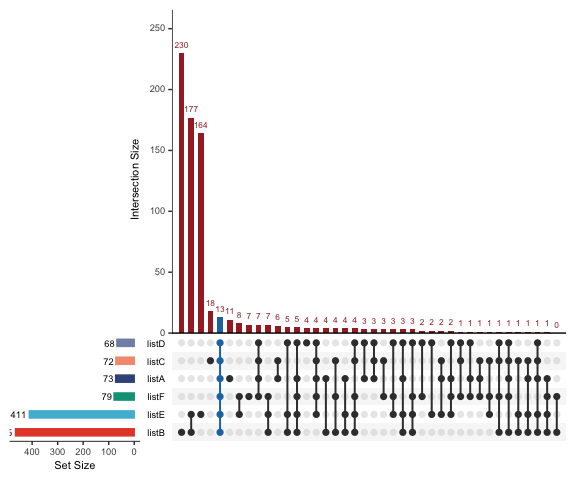 250
200
150
100
50
0
Intersection Size
230
177
164
18 13 11 8 7 7 7 6 5 5 4 4 4 4 4 4 3 3 3 3 3 3 2 2 2 2 1 1 1 1 1 1 1 1 1 1 0
68 listD
72 listC
73 listA
79 listF
411 listE
listB
400 300 200 100 0
Set Size